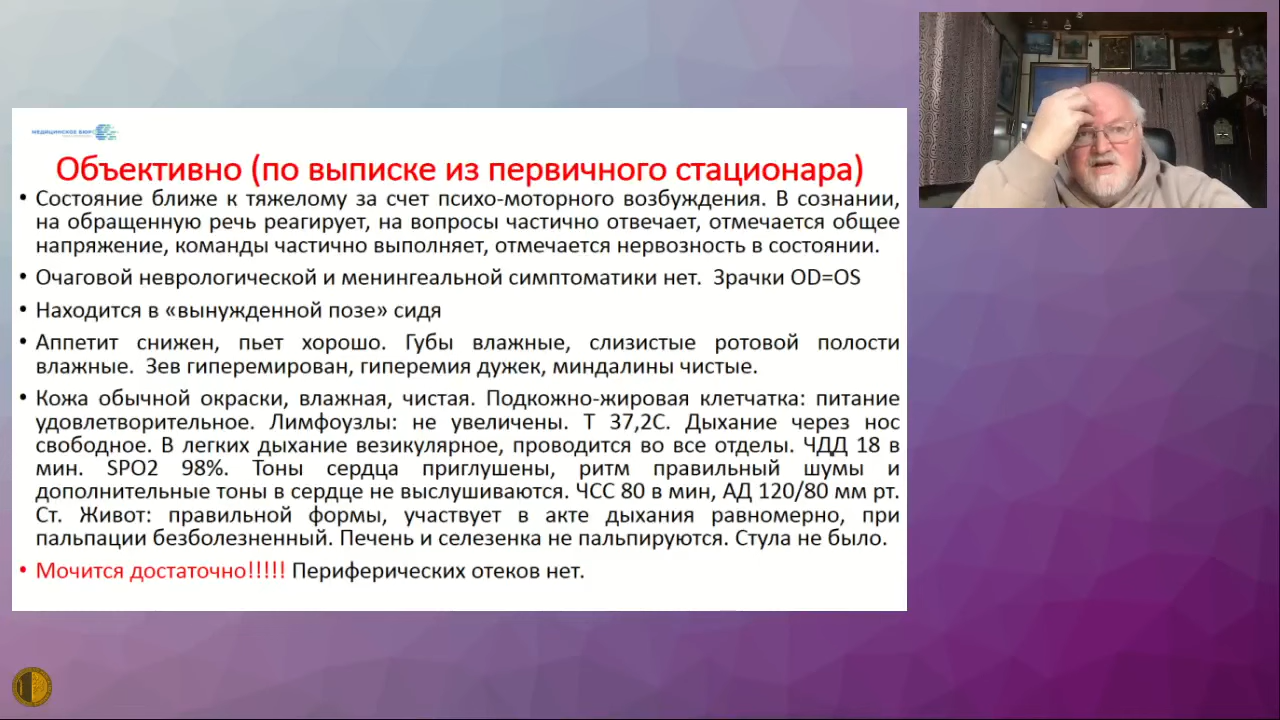 МЕДИЦИНСКОЕ БЮРО
Объективно (по выписке из первичного стационара)
• Состояние ближе к тяжелому за счет психо-моторного возбуждения. В сознании,
на обращенную речь реагирует, на вопросы частично отвечает, отмечается общее
напряжение, команды частично выполняет, отмечается нервозность в состоянии.
• Очаговой неврологической и менингеальной симптоматики нет. Зрачки OD=OS
• Находится в «вынужденной позе» сидя
• Аппетит снижен, пьет хорошо. Губы влажные, слизистые ротовой полости
влажные. Зев гиперемирован, гиперемия дужек, миндалины чистые.
• Кожа обычной окраски, влажная, чистая. Подкожно-жировая клетчатка: питание
удовлетворительное. Лимфоузлы: не увеличены. Т 37,2С. Дыхание через нос
свободное. В легких дыхание везикулярное, проводится во все отделы. ЧДД 18 в
мин. SPO2 98%. Тоны сердца приглушены, ритм правильный шумы и
дополнительные тоны в сердце не выслушиваются. ЧСС 80 в мин, АД 120/80 мм рт.
Ст. Живот: правильной формы, участвует в акте дыхания равномерно, при
пальпации безболезненный. Печень и селезенка не пальпируются. Стула не было.
• Мочится достаточно!!!!! Периферических отеков нет.